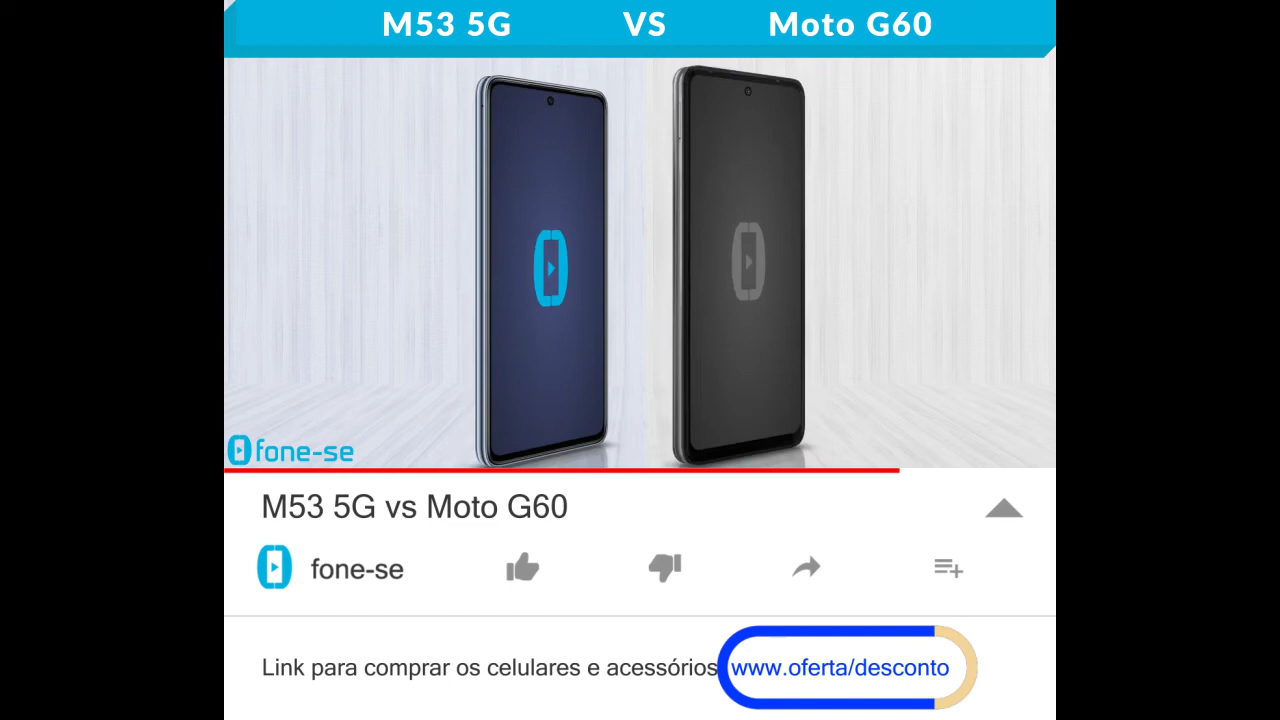 M53 5G VS Moto G60
fone-se
M53 5G vs Moto G60
fone-se
Link para comprar os celulares e acessórios www.oferta/desconto